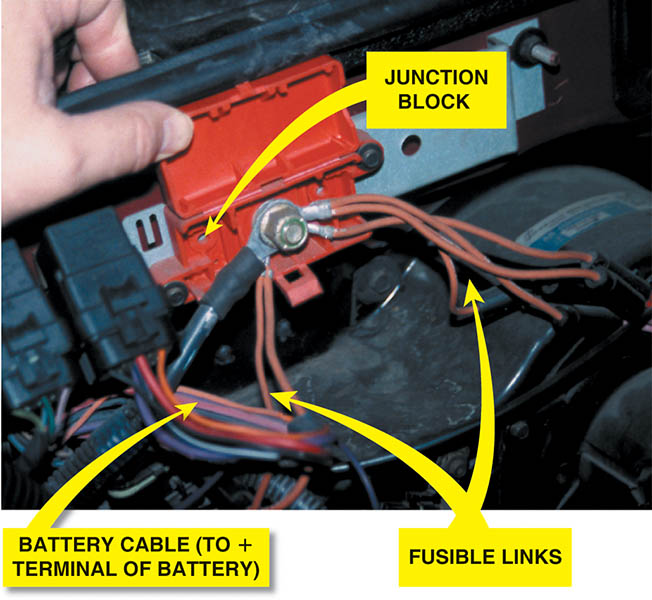 JUNCTION
BLOCK
BATTERY CABLE (TO +
TERMINAL OF BATTERY)
FUSIBLE LINKS